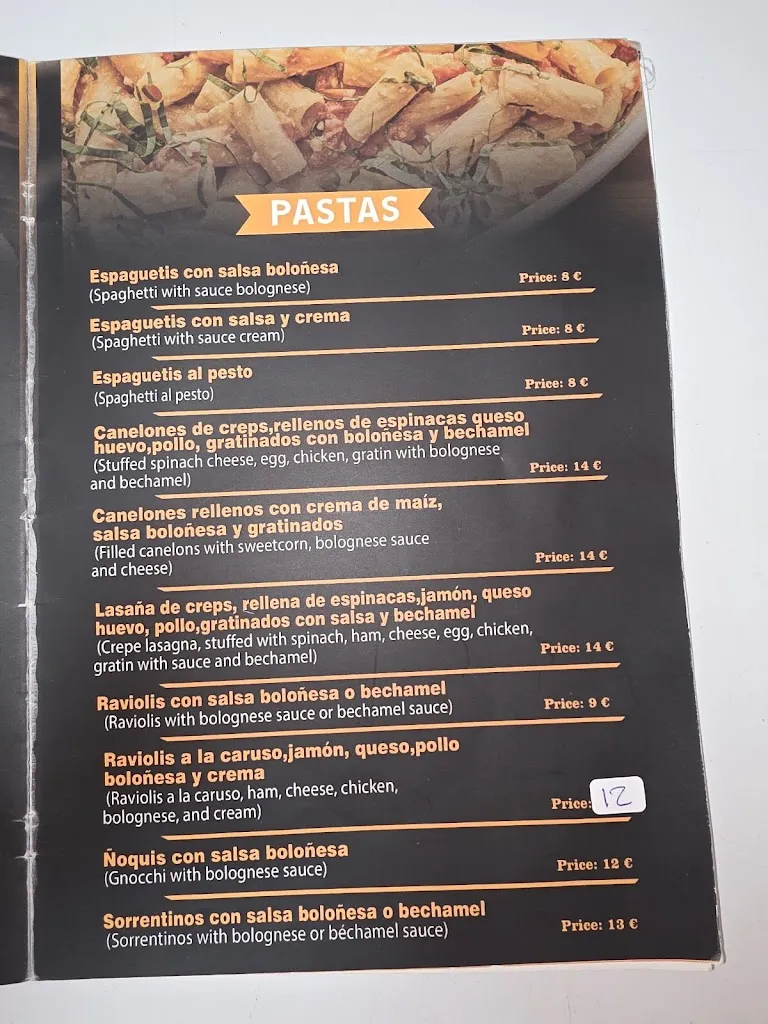 PASTAS
Espaguetis con salsa boloñesa
(Spaghetti with sauce bolognese)
Price: 8 €
Espaguetis con salsa y crema
(Spaghetti with sauce cream)
Price: 8 €
Espaguetis al pesto
(Spaghetti al pesto)
Price: 8 €
Canelones de creps,rellenos de espinacas queso
huevo,pollo, gratinados con boloñesa y bechamel
(Stuffed spinach cheese, egg, chicken, gratin with bolognese
and bechamel)
Price: 14 €
Canelones rellenos con crema de maíz,
salsa boloñesa y gratinados
(Filled canelons with sweetcorn, bolognese sauce
and cheese)
Price: 14 €
Lasaña de creps, rellena de espinacas,jamón, queso
huevo, pollo,gratinados con salsa y bechamel
(Crepe lasagna, stuffed with spinach, ham, cheese, egg, chicken,
gratin with sauce and bechamel)
Price: 14 €
Raviolis con salsa boloñesa o bechamel
(Raviolis with bolognese sauce or bechamel sauce)
Price: 9 €
Raviolis a la caruso,jamón, queso,pollo
boloñesa y crema
(Raviolis a la caruso, ham, cheese, chicken,
bolognese, and cream)
Price: 12
Ñoquis con salsa boloñesa
(Gnocchi with bolognese sauce)
Price: 12 €
Sorrentinos con salsa boloñesa o bechamel
(Sorrentinos with bolognese or béchamel sauce)
Price: 13 €